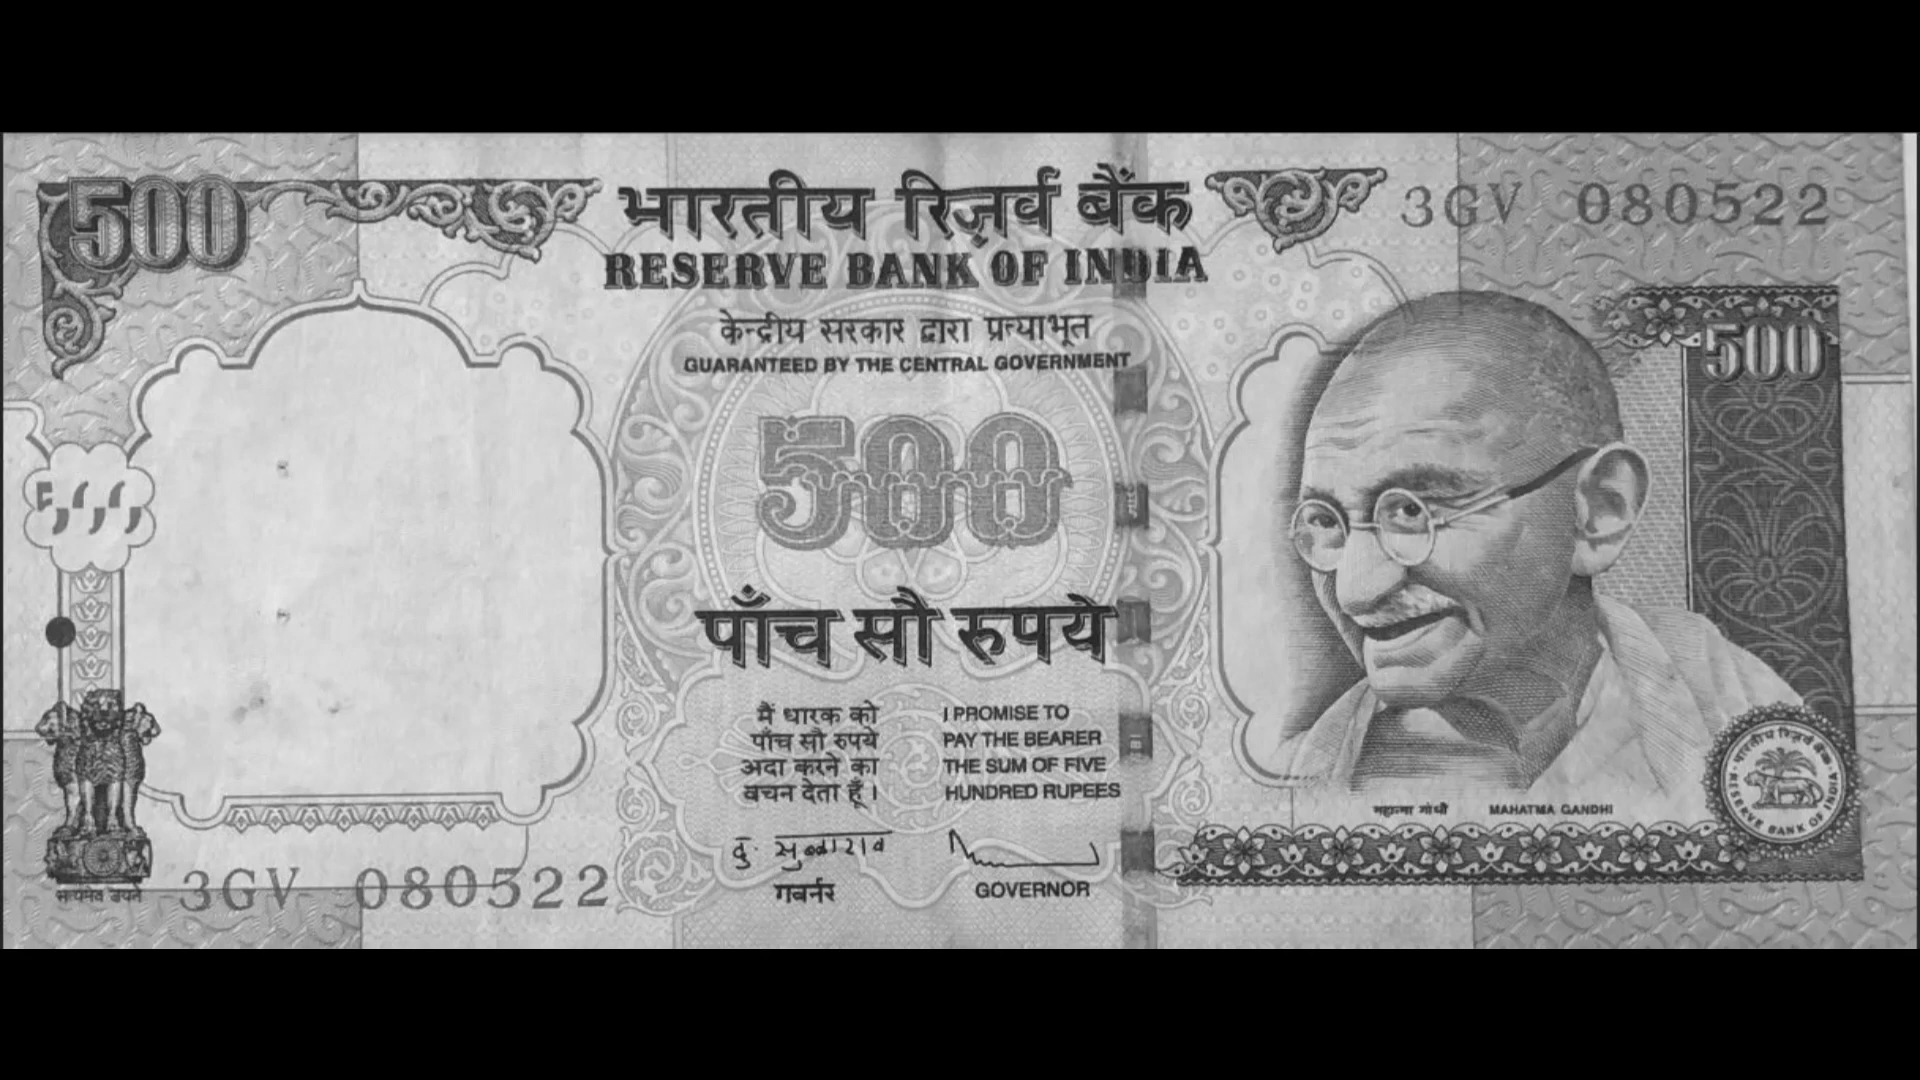 500
भारतीय रिज़र्व बैंक
3GV 080522
RESERVE BANK OF INDIA
केन्द्रीय सरकार द्वारा प्रत्याभूत
GUARANTEED BY THE CENTRAL GOVERNMENT
500
500
पाँच सौ रुपये
मैं धारक को
पाँच सौ रुपये
अदा करने का
वचन देता हूँ।
I PROMISE TO
PAY THE BEARER
THE SUM OF FIVE
HUNDRED RUPEES
दु. सुब्बाराव
गवर्नर
GOVERNOR
महात्मा गांधी MAHATMA GANDHI
भारतीय रिज़र्व बैंक
RESERVE BANK OF INDIA
सत्यमेव जयते
3GV 080522